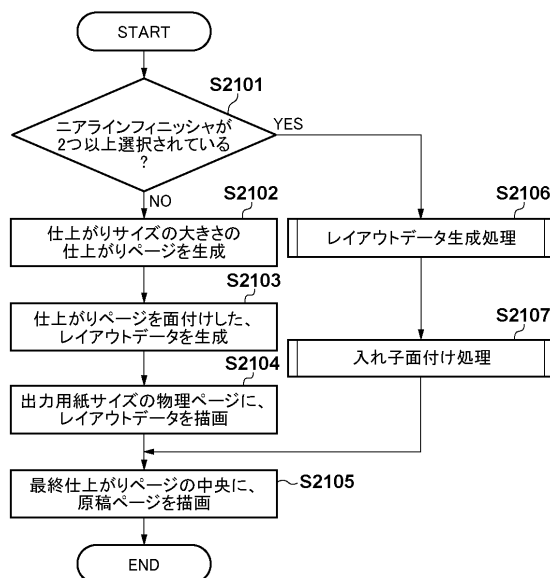 START
S2101
ニアラインフィニッシャが
2つ以上選択されている
?
YES
NO
S2102
仕上がりサイズの大きさの
仕上がりページを生成
S2103
仕上がりページを面付けした、
レイアウトデータを生成
S2104
出力用紙サイズの物理ページに、
レイアウトデータを描画
S2106
レイアウトデータ生成処理
S2107
入れ子面付け処理
最終仕上がりページの中央に、
原稿ページを描画
S2105
END